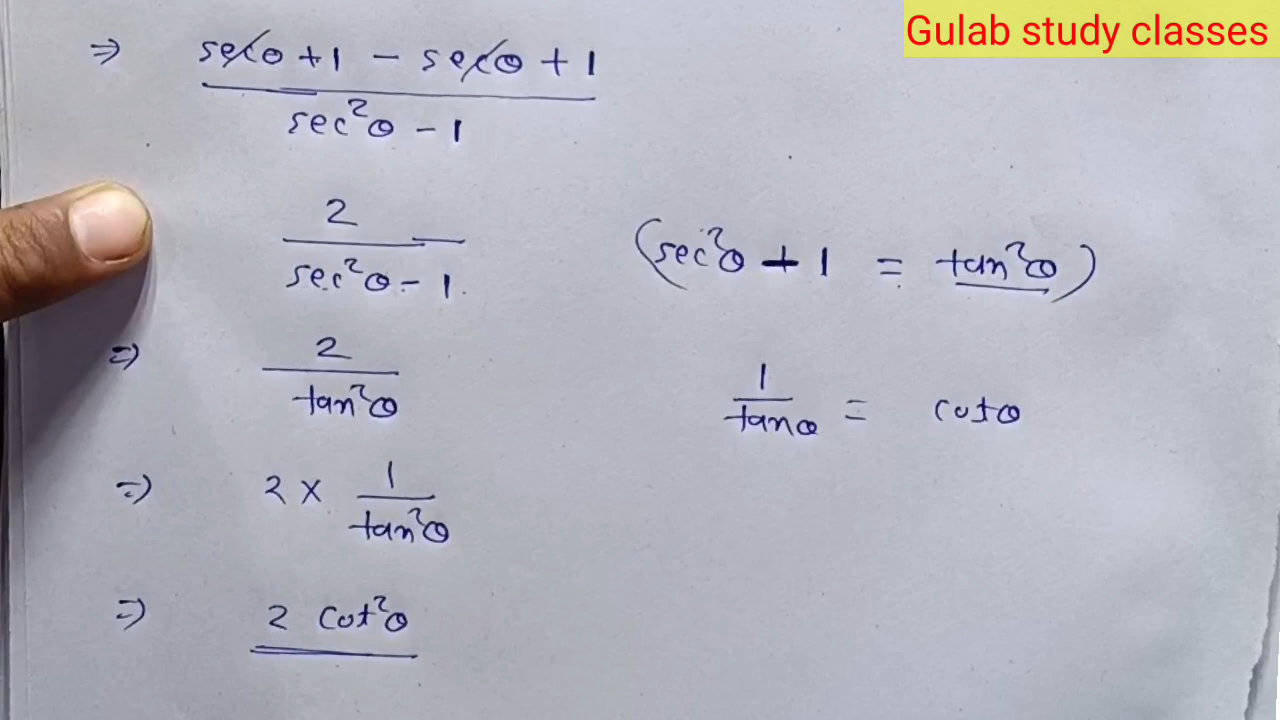 Gulab study classes
⇒ secθ + 1 - secθ + 1
sec²θ - 1
2
sec²θ - 1
(sec²θ + 1 = tan²θ)
⇒ 2
tan²θ
1
tanθ = cotθ
⇒ 2 × 1
tan²θ
⇒ 2 cot²θ